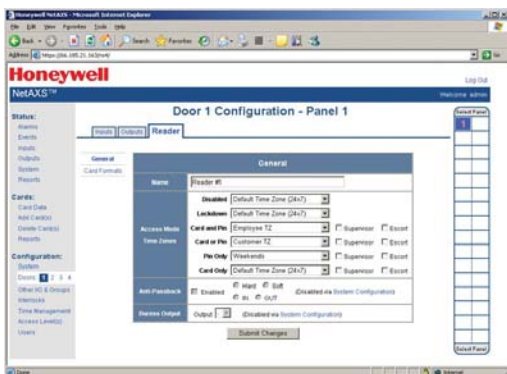 Honeywell NetAXS - Microsoft Internet Explorer
File Edit View Favorites Tools Help
Back Search Favorites
Address Go
Honeywell
Log Out
NetAXS™
Welcome admin
Door 1 Configuration - Panel 1
Inputs Outputs Reader
Select Panel
1
Status:
Alarms
Events
Inputs
Outputs
System
Reports
Cards:
Card Data
Add Card(s)
Delete Card(s)
Reports
Configuration:
System
Doors: 1 2 3 4
Other I/O & Groups
Interlocks
Time Management
Access Level(s)
Users
General
Card Formats
General
Name Reader #1
Access Mode Time Zones
Disabled Default Time Zone (24x7)
Lockdown Default Time Zone (24x7)
Card and Pin Employee TZ Supervisor Escort
Card or Pin Customer TZ Supervisor Escort
Pin Only Weekends Supervisor Escort
Card Only Default Time Zone (24x7) Supervisor Escort
Anti-Passback Enabled Hard Soft
IN OUT (Disabled via System Configuration)
Duress Output Output (Disabled via System Configuration)
Submit Changes
Select Panel
Done Internet